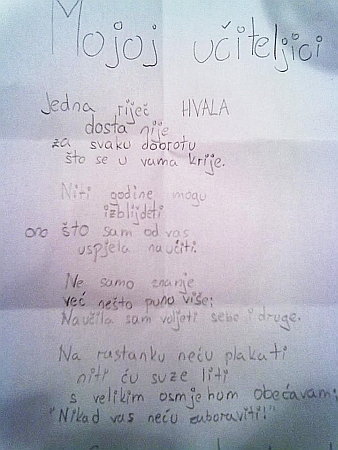 Mojoj učiteljici
Jedna riječ HVALA
dosta nije
za svaku dobrotu
što se u vama krije.
Niti godine mogu
izblijdeti
ono što sam od vas
uspjela naučiti.
Ne samo znanje
već nešto puno više;
Naučila sam voljeti sebe i druge.
Na rastanku neću plakati
niti ću suze liti
s velikim osmjehom obećavam;
"Nikad vas neću zaboraviti!"